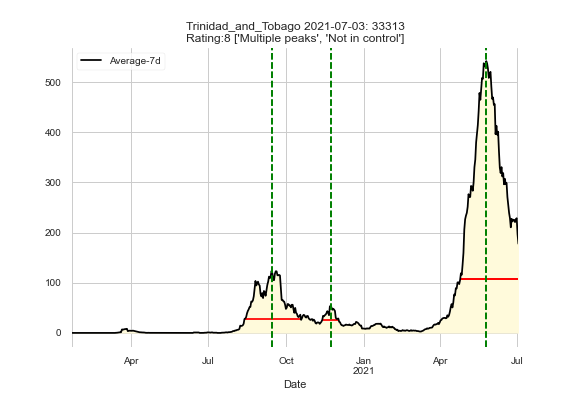 Trinidad_and_Tobago 2021-07-03: 33313
Rating:8 ['Multiple peaks', 'Not in control']
Average-7d
500
400
300
200
100
0
Apr
Jul
Oct
Jan
2021
Apr
Jul
Date